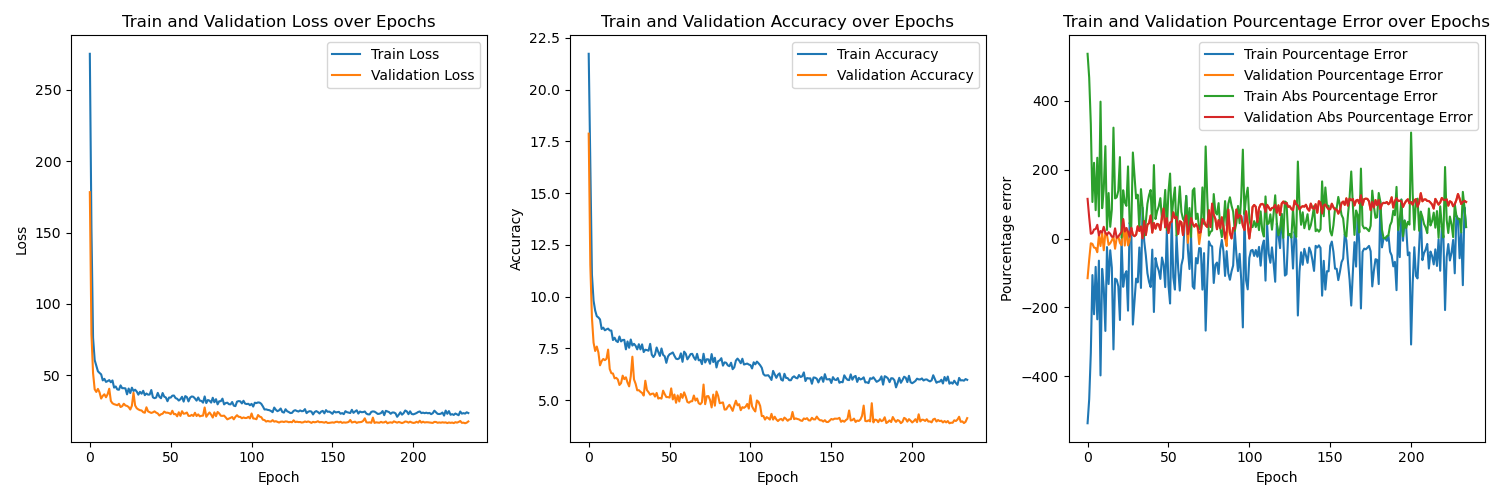 Train and Validation Loss over Epochs
Loss
250
200
150
100
50
0
50
100
150
200
Epoch
Train Loss
Validation Loss
Train and Validation Accuracy over Epochs
Accuracy
22.5
20.0
17.5
15.0
12.5
10.0
7.5
5.0
0
50
100
150
200
Epoch
Train Accuracy
Validation Accuracy
Train and Validation Pourcentage Error over Epochs
Pourcentage error
400
200
0
−200
−400
0
50
100
150
200
Epoch
Train Pourcentage Error
Validation Pourcentage Error
Train Abs Pourcentage Error
Validation Abs Pourcentage Error